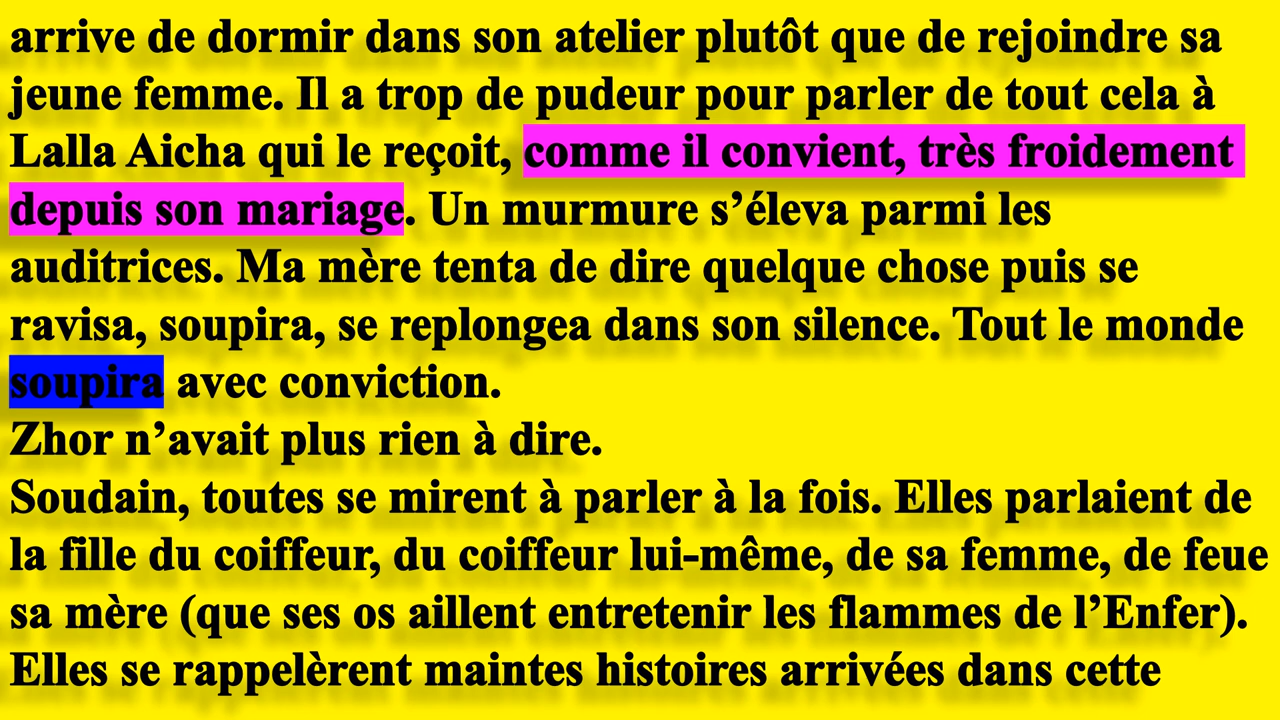 arrive de dormir dans son atelier plutôt que de rejoindre sa
jeune femme. Il a trop de pudeur pour parler de tout cela à
Lalla Aicha qui le reçoit, comme il convient, très froidement
depuis son mariage. Un murmure s’éleva parmi les
auditrices. Ma mère tenta de dire quelque chose puis se
ravisa, soupira, se replongea dans son silence. Tout le monde
soupira avec conviction.
Zhor n’avait plus rien à dire.
Soudain, toutes se mirent à parler à la fois. Elles parlaient de
la fille du coiffeur, du coiffeur lui-même, de sa femme, de feue
sa mère (que ses os aillent entretenir les flammes de l’Enfer).
Elles se rappelèrent maintes histoires arrivées dans cette